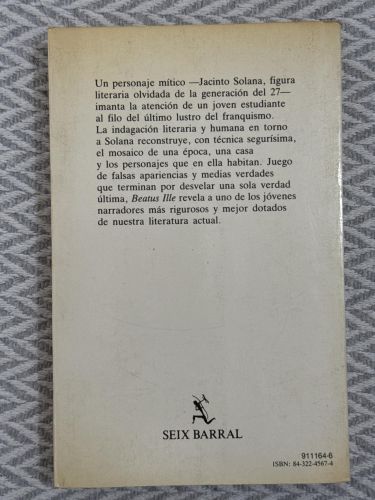 Un personaje mítico —Jacinto Solana, figura
literaria olvidada de la generación del 27—
imanta la atención de un joven estudiante
al filo del último lustro del franquismo.
La indagación literaria y humana en torno
a Solana reconstruye, con técnica segurísima,
el mosaico de una época, una casa
y los personajes que en ella habitan. Juego
de falsas apariencias y medias verdades
que terminan por desvelar una sola verdad
última, Beatus Ille revela a uno de los jóvenes
narradores más rigurosos y mejor dotados
de nuestra literatura actual.
SEIX BARRAL
911164-6
ISBN: 84-322-4567-4